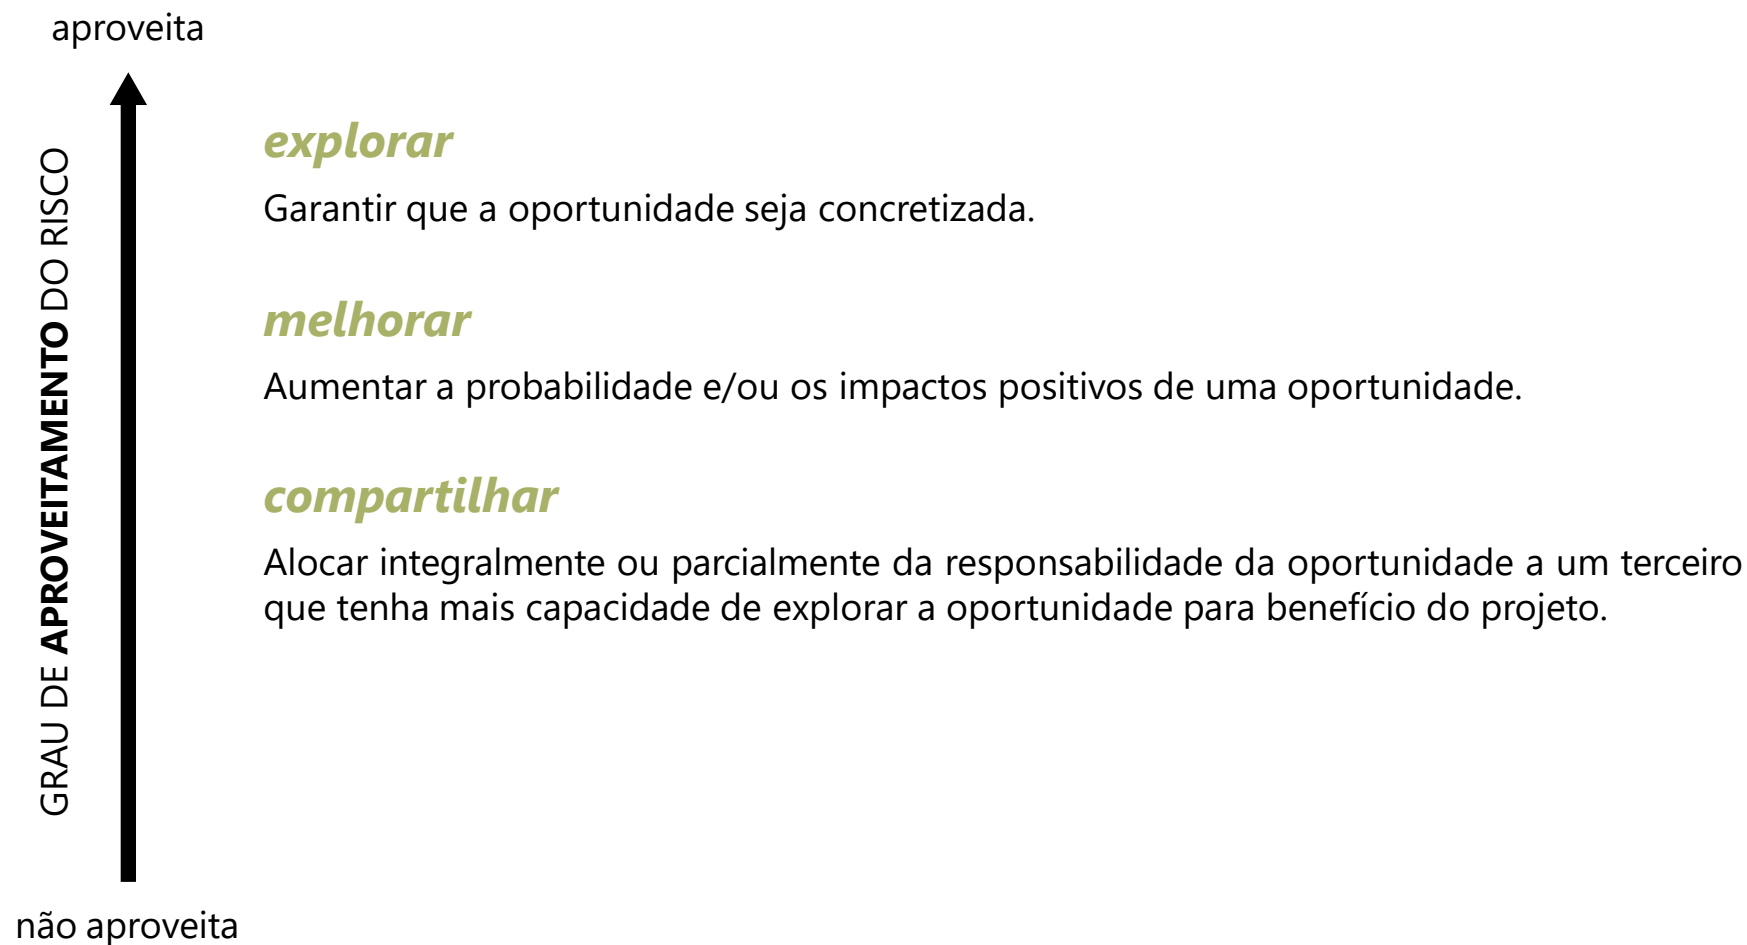 aproveita
GRAU DE APROVEITAMENTO DO RISCO
explorar
Garantir que a oportunidade seja concretizada.
melhorar
Aumentar a probabilidade e/ou os impactos positivos de uma oportunidade.
compartilhar
Alocar integralmente ou parcialmente da responsabilidade da oportunidade a um terceiro
que tenha mais capacidade de explorar a oportunidade para benefício do projeto.
não aproveita